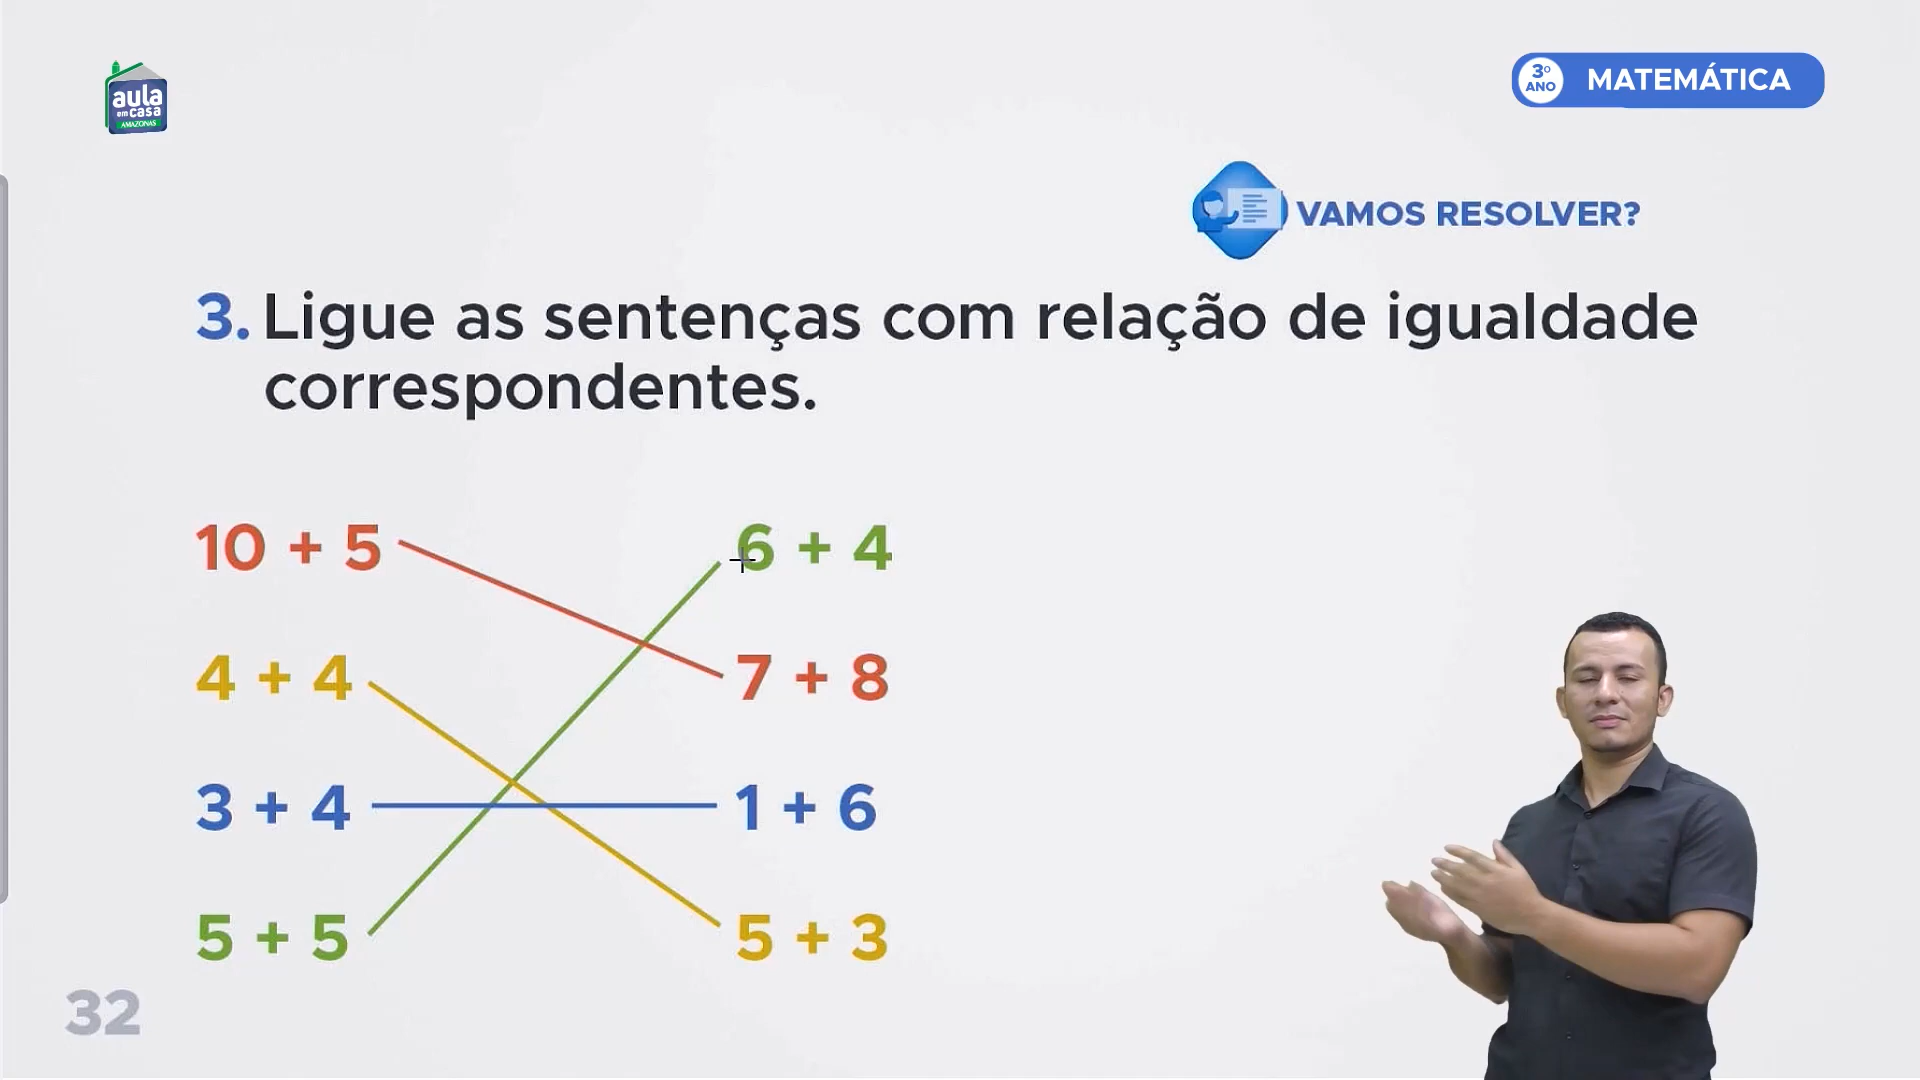 aula
em casa
AMAZONAS
3º
ANO
MATEMÁTICA
VAMOS RESOLVER?
3. Ligue as sentenças com relação de igualdade
correspondentes.
10 + 5
6 + 4
4 + 4
7 + 8
3 + 4
1 + 6
5 + 5
5 + 3
32